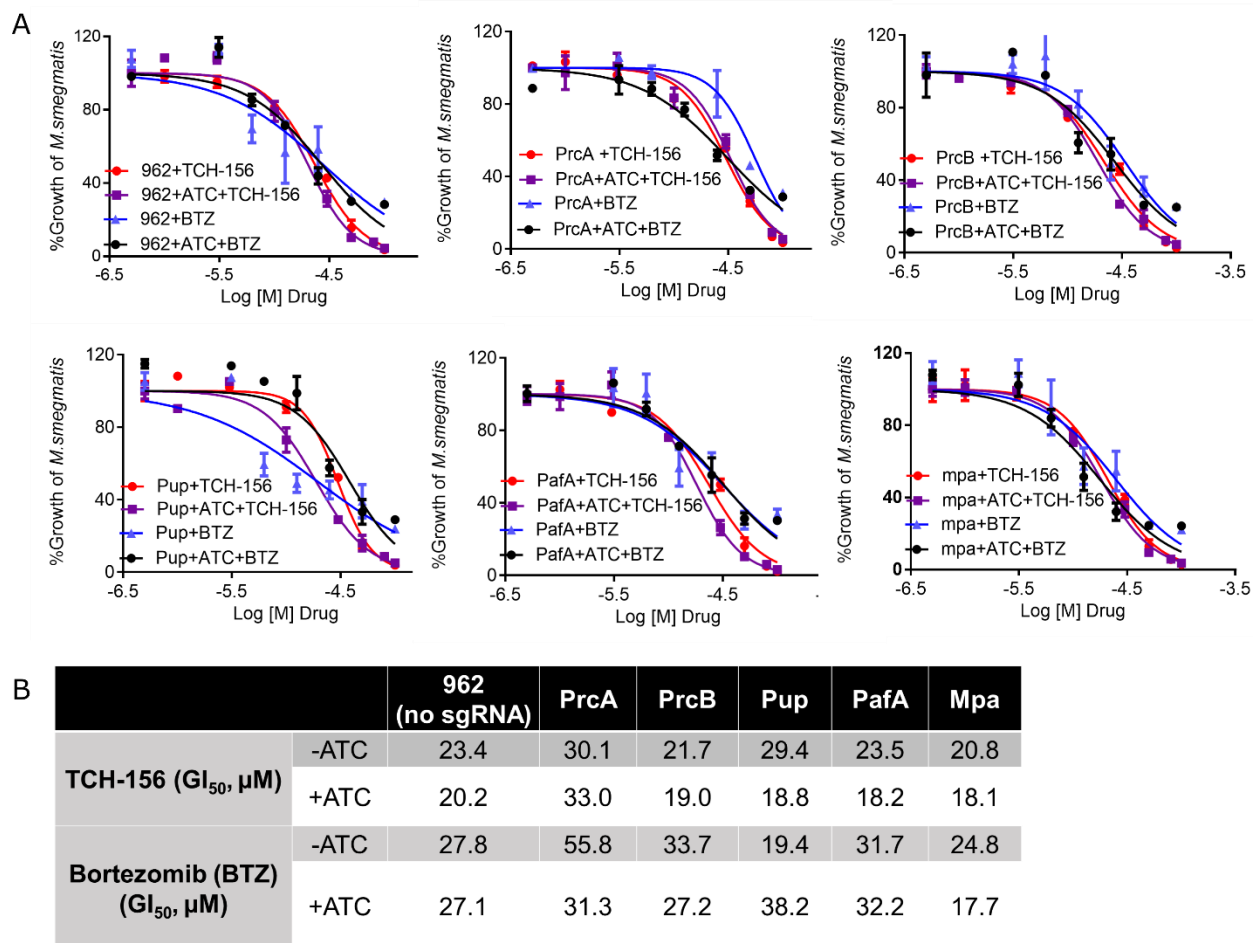 A
%Growth of M.smegmatis
120
80
40
0
962+TCH-156
962+ATC+TCH-156
962+BTZ
962+ATC+BTZ
-6.5 -5.5 -4.5
Log [M] Drug
%Growth of M.smegmatis
120
80
40
0
PrcA +TCH-156
PrcA+ATC+TCH-156
PrcA+BTZ
PrcA+ATC+BTZ
-6.5 -5.5 -4.5
Log [M] Drug
%Growth of M.smegmatis
120
80
40
0
PrcB +TCH-156
PrcB+ATC+TCH-156
PrcB+BTZ
PrcB+ATC+BTZ
-6.5 -5.5 -4.5 -3.5
Log [M] Drug
%Growth of M.smegmatis
120
80
40
0
Pup+TCH-156
Pup+ATC+TCH-156
Pup+BTZ
Pup+ATC+BTZ
-6.5 -5.5 -4.5
Log [M] Drug
%Growth of M.smegmatis
120
80
40
0
PafA+TCH-156
PafA+ATC+TCH-156
PafA+BTZ
PafA+ATC+BTZ
-6.5 -5.5 -4.5
Log [M] Drug
%Growth of M.smegmatis
120
80
40
0
mpa+TCH-156
mpa+ATC+TCH-156
mpa+BTZ
mpa+ATC+BTZ
-6.5 -5.5 -4.5 -3.5
Log [M] Drug
B
962 (no sgRNA) PrcA PrcB Pup PafA Mpa
TCH-156 (GI50, µM)
-ATC 23.4 30.1 21.7 29.4 23.5 20.8
+ATC 20.2 33.0 19.0 18.8 18.2 18.1
Bortezomib (BTZ)
(GI50, µM)
-ATC 27.8 55.8 33.7 19.4 31.7 24.8
+ATC 27.1 31.3 27.2 38.2 32.2 17.7